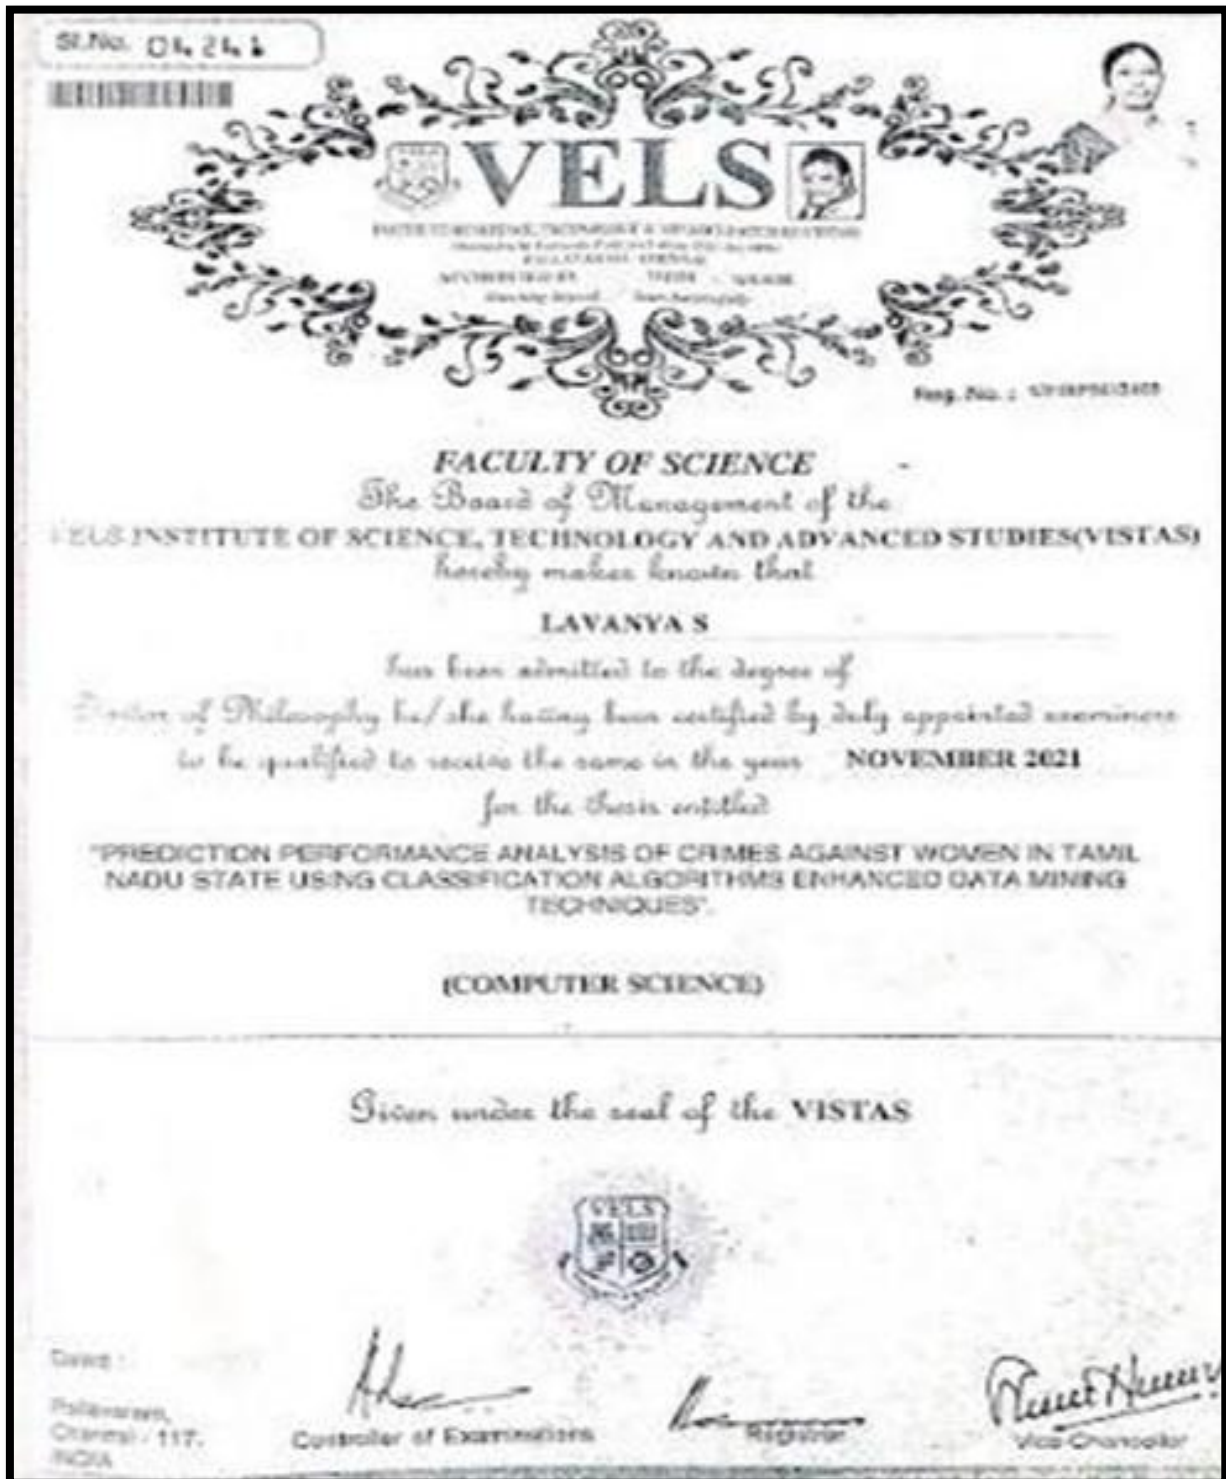 Sl.No.
VELS
Reg. No. :
FACULTY OF SCIENCE
The Board of Management of the
VELS INSTITUTE OF SCIENCE, TECHNOLOGY AND ADVANCED STUDIES(VISTAS)
hereby makes known that
LAVANYA S
has been admitted to the degree of
Doctor of Philosophy he/she having been certified by duly appointed examiners
to be qualified to receive the same in the year NOVEMBER 2021
for the thesis entitled
"PREDICTION PERFORMANCE ANALYSIS OF CRIMES AGAINST WOMEN IN TAMIL
NADU STATE USING CLASSIFICATION ALGORITHMS ENHANCED DATA MINING
TECHNIQUES".
(COMPUTER SCIENCE)
Given under the seal of the VISTAS
VELS
Dated :
Pallavaram,
Chennai - 117.
INDIA
Controller of Examinations
Registrar
Vice-Chancellor